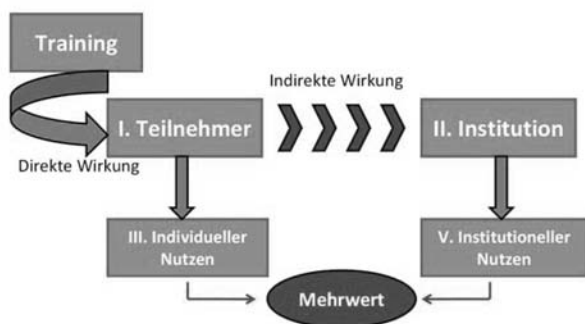 Training
Indirekte Wirkung
I. Teilnehmer
II. Institution
Direkte Wirkung
III. Individueller
Nutzen
V. Institutioneller
Nutzen
Mehrwert